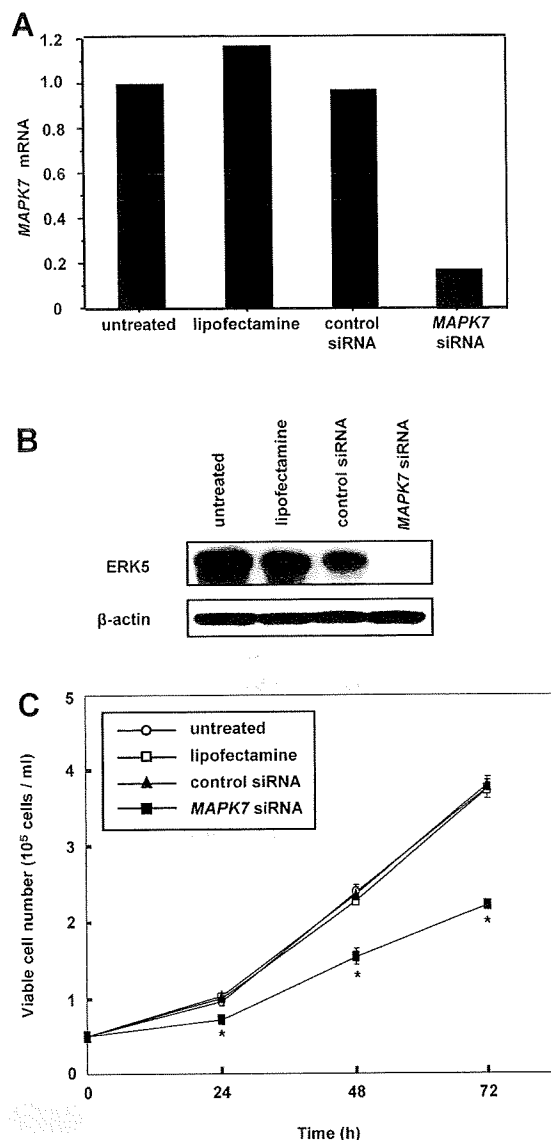 A
MAPK7 mRNA
1.2
1.0
0.8
0.6
0.4
0.2
0
untreated
lipofectamine
control
siRNA
MAPK7
siRNA
B
untreated
lipofectamine
control siRNA
MAPK7 siRNA
ERK5
β-actin
C
untreated
lipofectamine
control siRNA
MAPK7 siRNA
Viable cell number (10⁵ cells / ml)
5
4
3
2
1
0
*
*
*
0
24
48
72
Time (h)